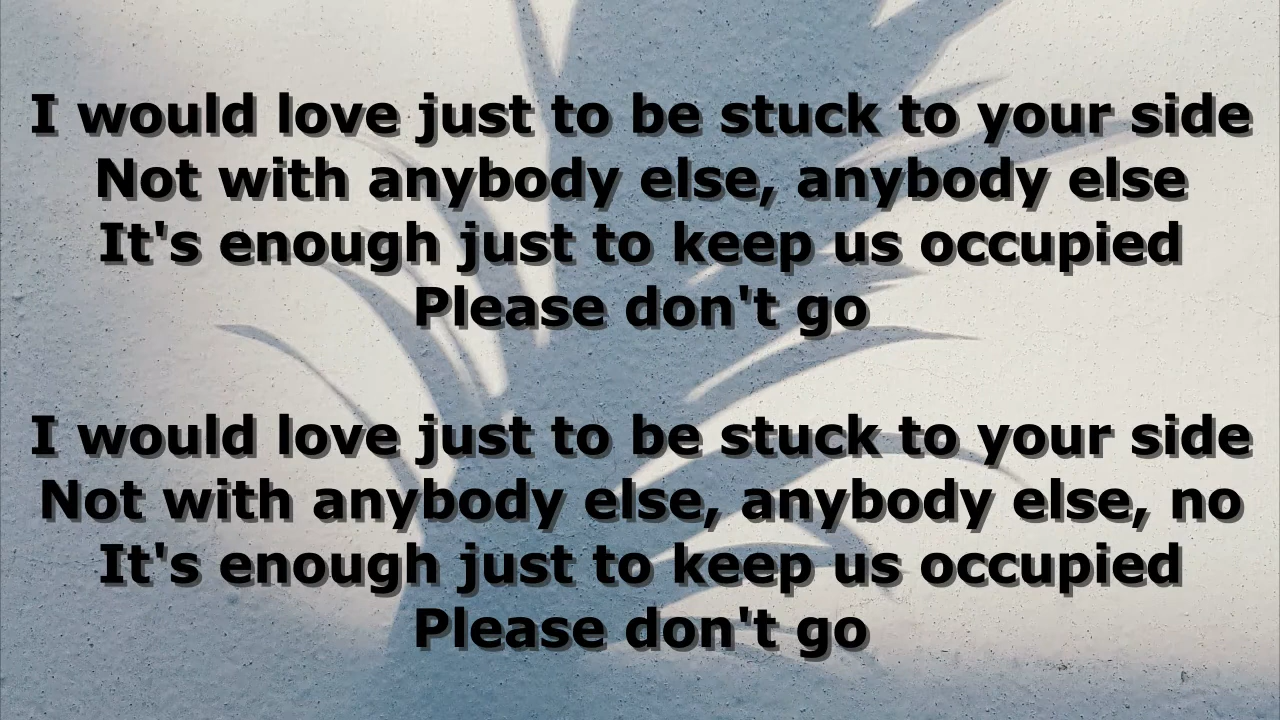 I would love just to be stuck to your side
Not with anybody else, anybody else
It's enough just to keep us occupied
Please don't go
I would love just to be stuck to your side
Not with anybody else, anybody else, no
It's enough just to keep us occupied
Please don't go